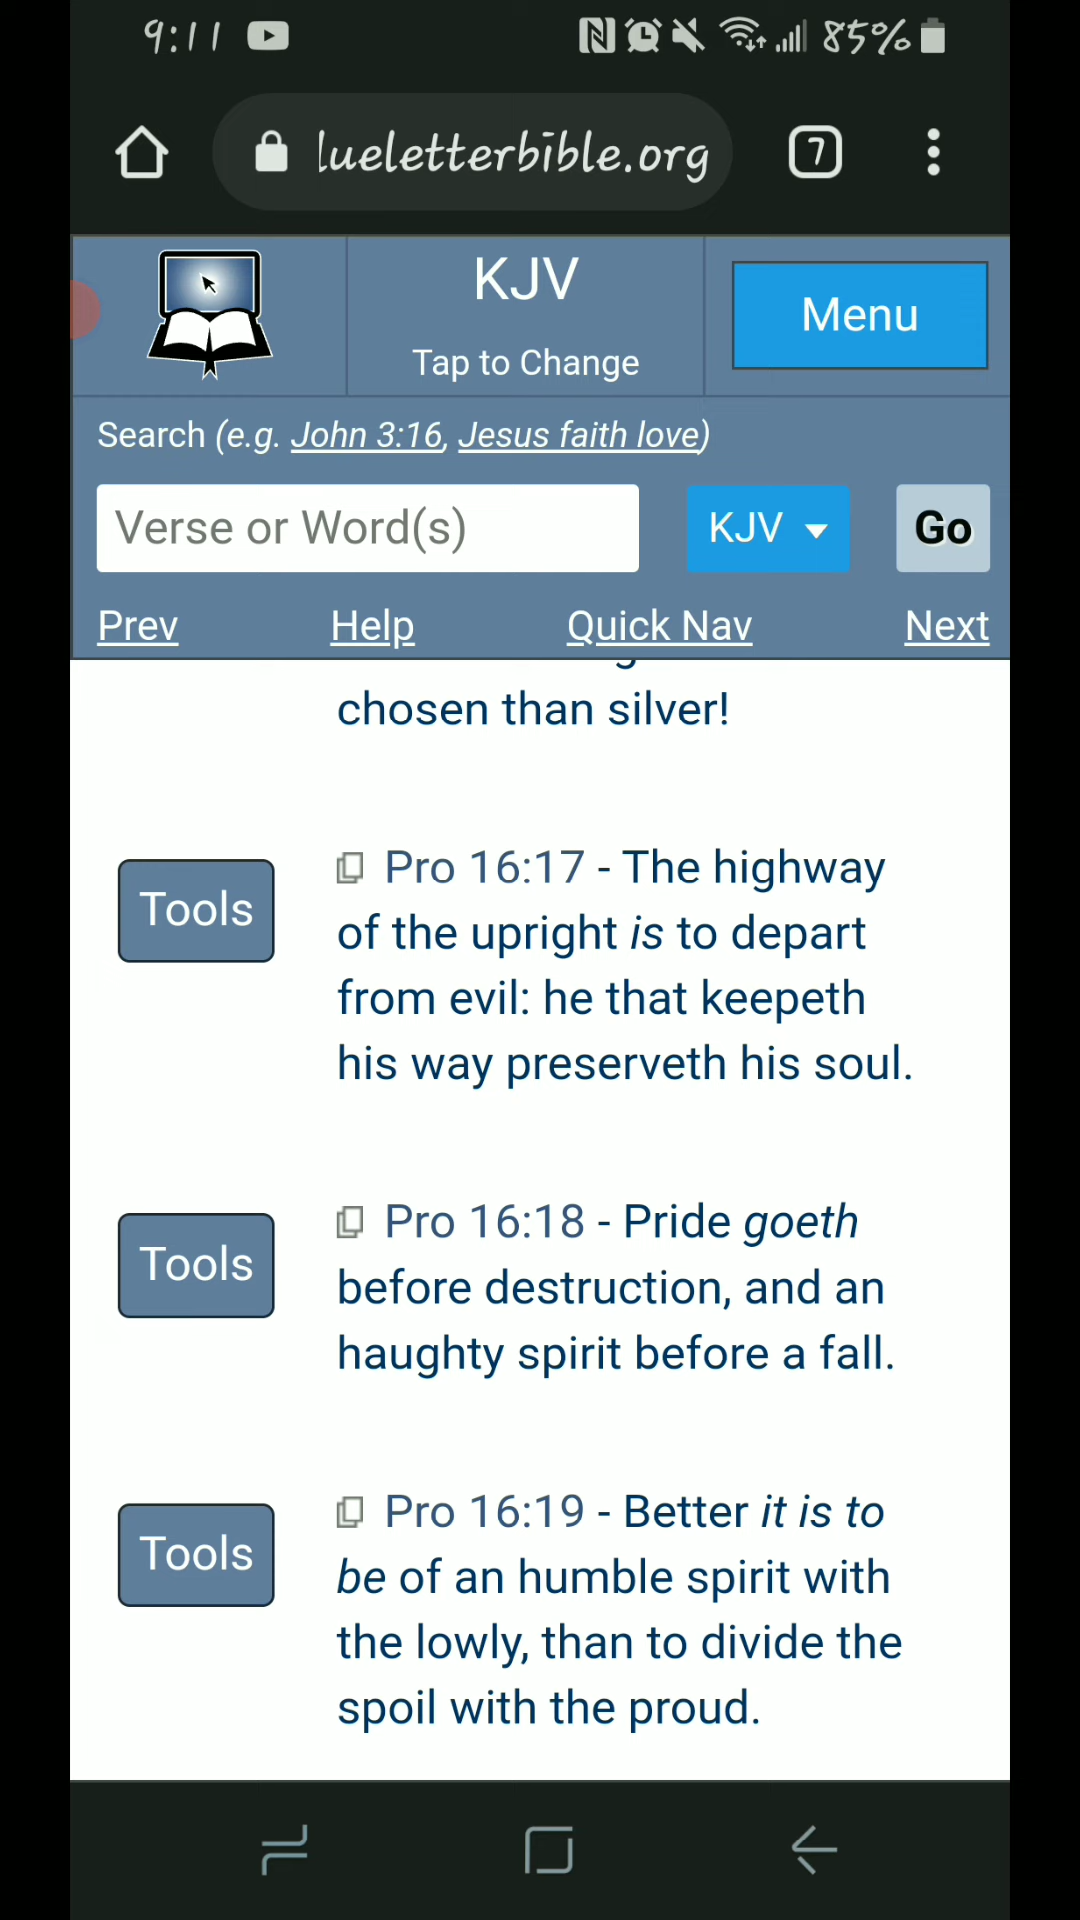 9:11 85%
lueletterbible.org 7
KJV
Tap to Change
Menu
Search (e.g. John 3:16, Jesus faith love)
Verse or Word(s) KJV Go
Prev Help Quick Nav Next
chosen than silver!
Tools
Pro 16:17 - The highway
of the upright is to depart
from evil: he that keepeth
his way preserveth his soul.
Tools
Pro 16:18 - Pride goeth
before destruction, and an
haughty spirit before a fall.
Tools
Pro 16:19 - Better it is to
be of an humble spirit with
the lowly, than to divide the
spoil with the proud.